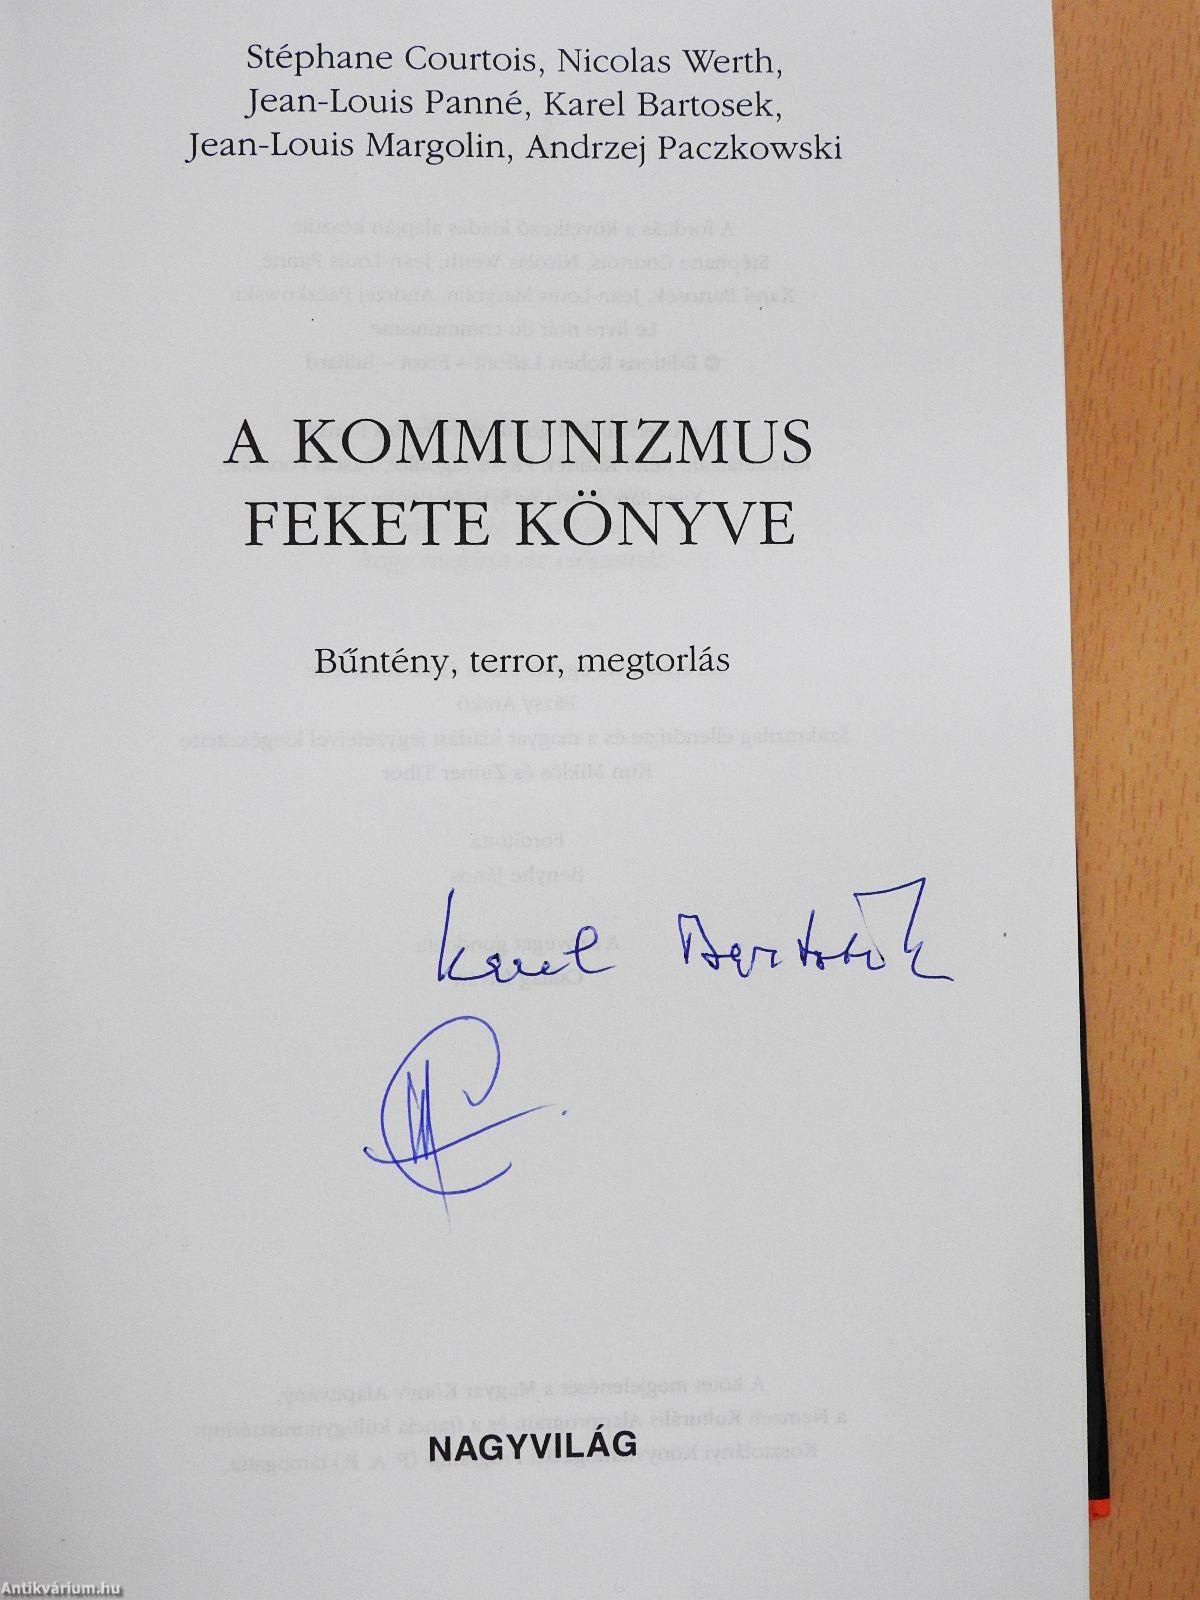 Stéphane Courtois, Nicolas Werth,
Jean-Louis Panné, Karel Bartosek,
Jean-Louis Margolin, Andrzej Paczkowski
A KOMMUNIZMUS
FEKETE KÖNYVE
Bűntény, terror, megtorlás
Karel Bartošek
NAGYVILÁG
Antikvárium.hu